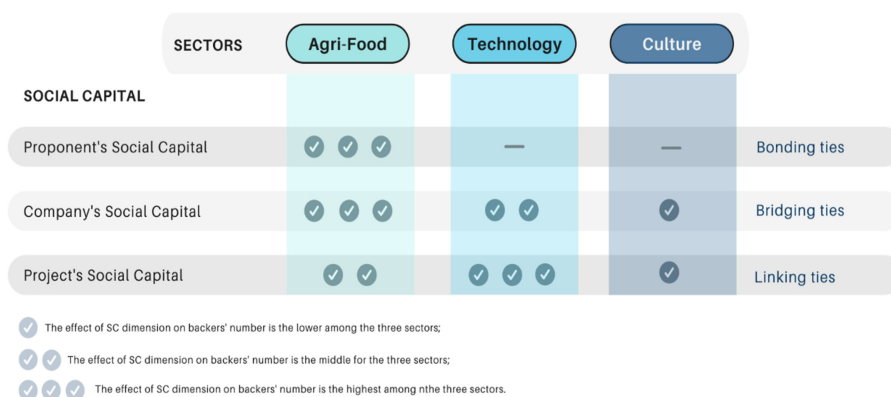 SECTORS Agri-Food Technology Culture
SOCIAL CAPITAL
Proponent's Social Capital — — Bonding ties
Company's Social Capital Bridging ties
Project's Social Capital Linking ties
The effect of SC dimension on backers' number is the lower among the three sectors;
The effect of SC dimension on backers' number is the middle for the three sectors;
The effect of SC dimension on backers' number is the highest among nthe three sectors.